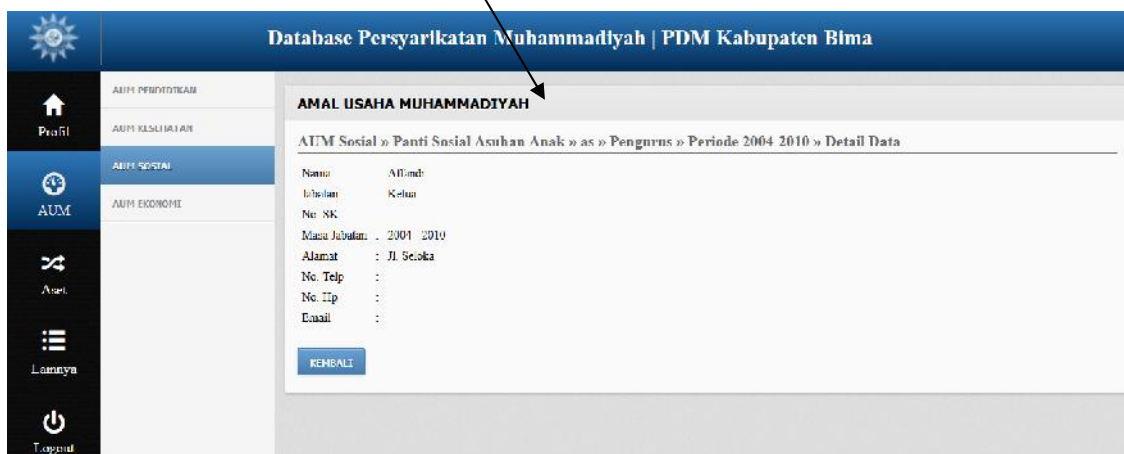 Database Persyarikatan Muhammadiyah | PDM Kabupaten Bima
Profil
AUM
Aset
Lainnya
Logout
AUM PENDIDIKAN
AUM KESEHATAN
AUM SOSIAL
AUM EKONOMI
AMAL USAHA MUHAMMADIYAH
AUM Sosial » Panti Sosial Asuhan Anak » as » Pengurus » Periode 2004-2010 » Detail Data
Nama : Affandi
Jabatan : Ketua
No. SK :
Masa Jabatan : 2004 - 2010
Alamat : Jl. Seloka
No. Telp :
No. Hp :
Email :
KEMBALI